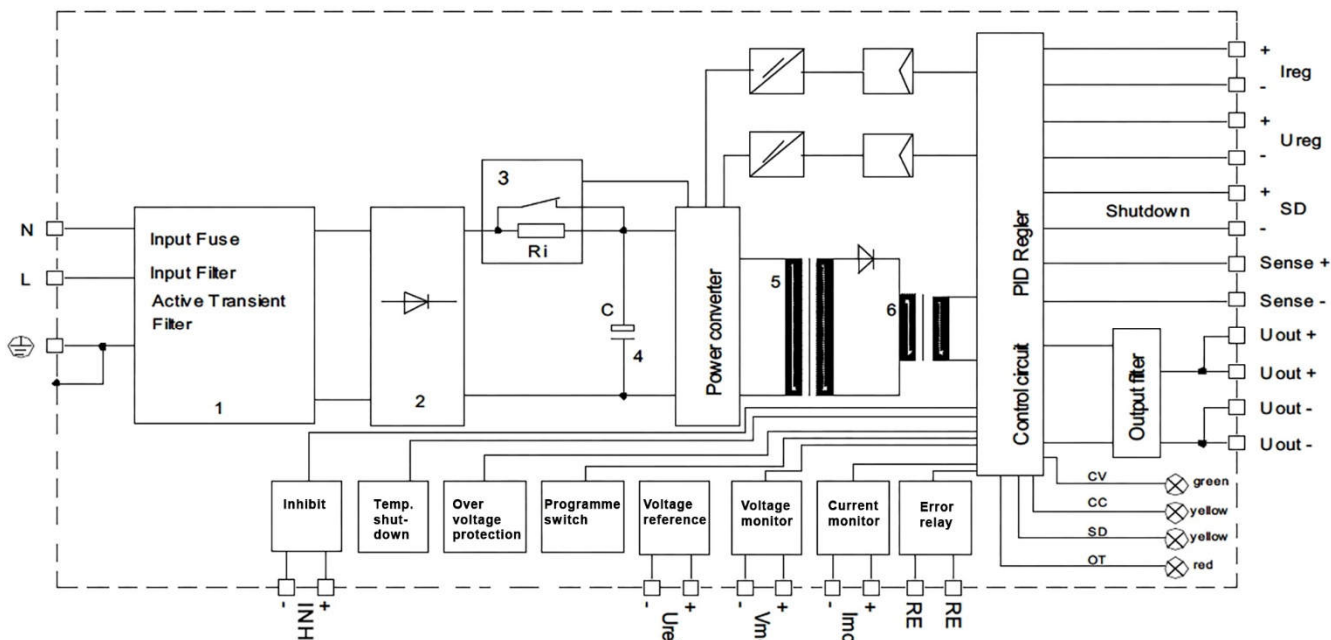 +
Ireg
-
+
Ureg
-
+
Shutdown
SD
-
Sense +
Sense -
Uout +
Uout +
Uout -
Uout -
N
L
Input Fuse
Input Filter
Active Transient
Filter
1
2
3
Ri
C
4
Power converter
5
6
PID Regler
Control circuit
Output filter
Inhibit
Temp.
shut-
down
Over
voltage
protection
Programme
switch
Voltage
reference
Voltage
monitor
Current
monitor
Error
relay
CV
green
CC
yellow
SD
yellow
OT
red
-
+
INH
-
+
Ure
-
+
Vm
-
+
Imo
RE
RE